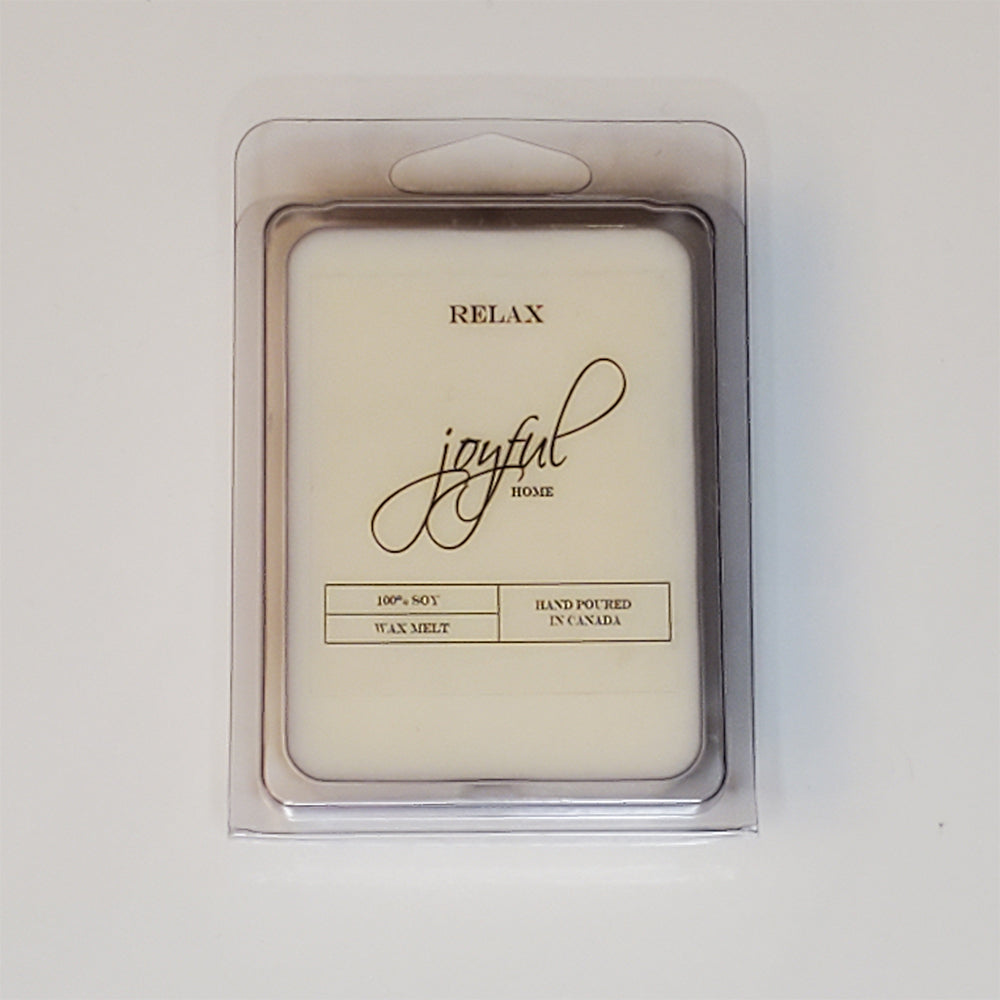 RELAX
joyful
HOME
100% SOY
WAX MELT
HAND POURED
IN CANADA